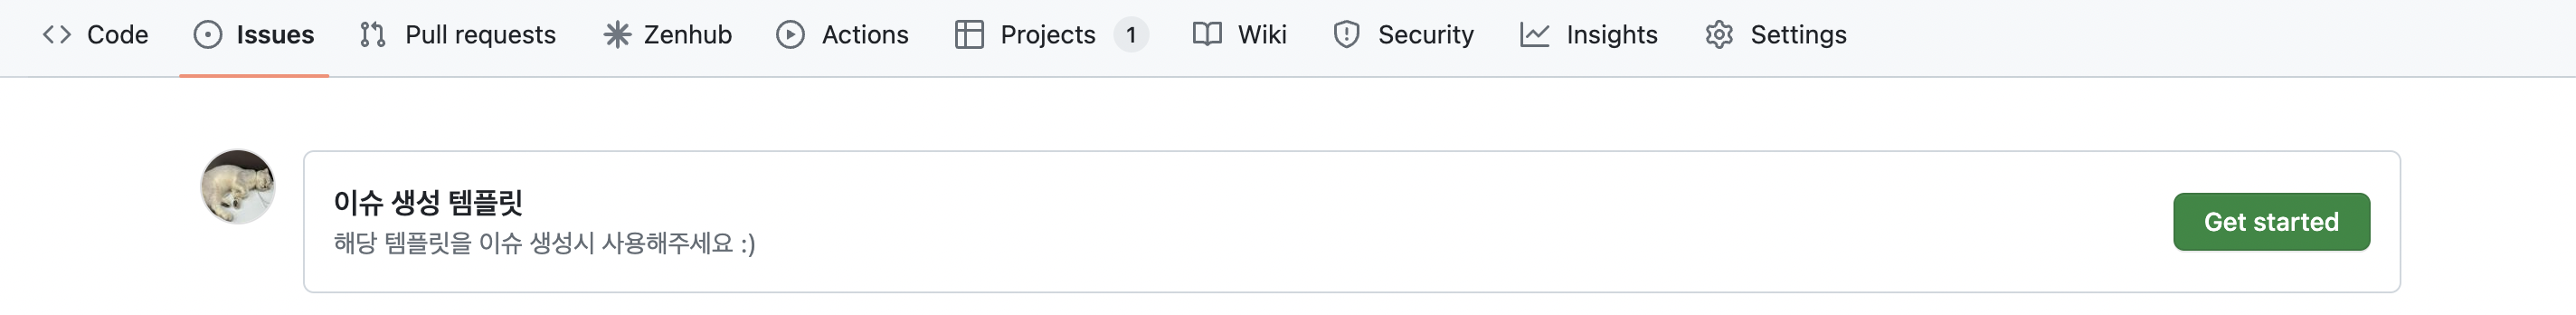 Code Issues Pull requests Zenhub Actions Projects 1 Wiki Security Insights Settings
이슈 생성 템플릿
해당 템플릿을 이슈 생성시 사용해주세요 :)
Get started